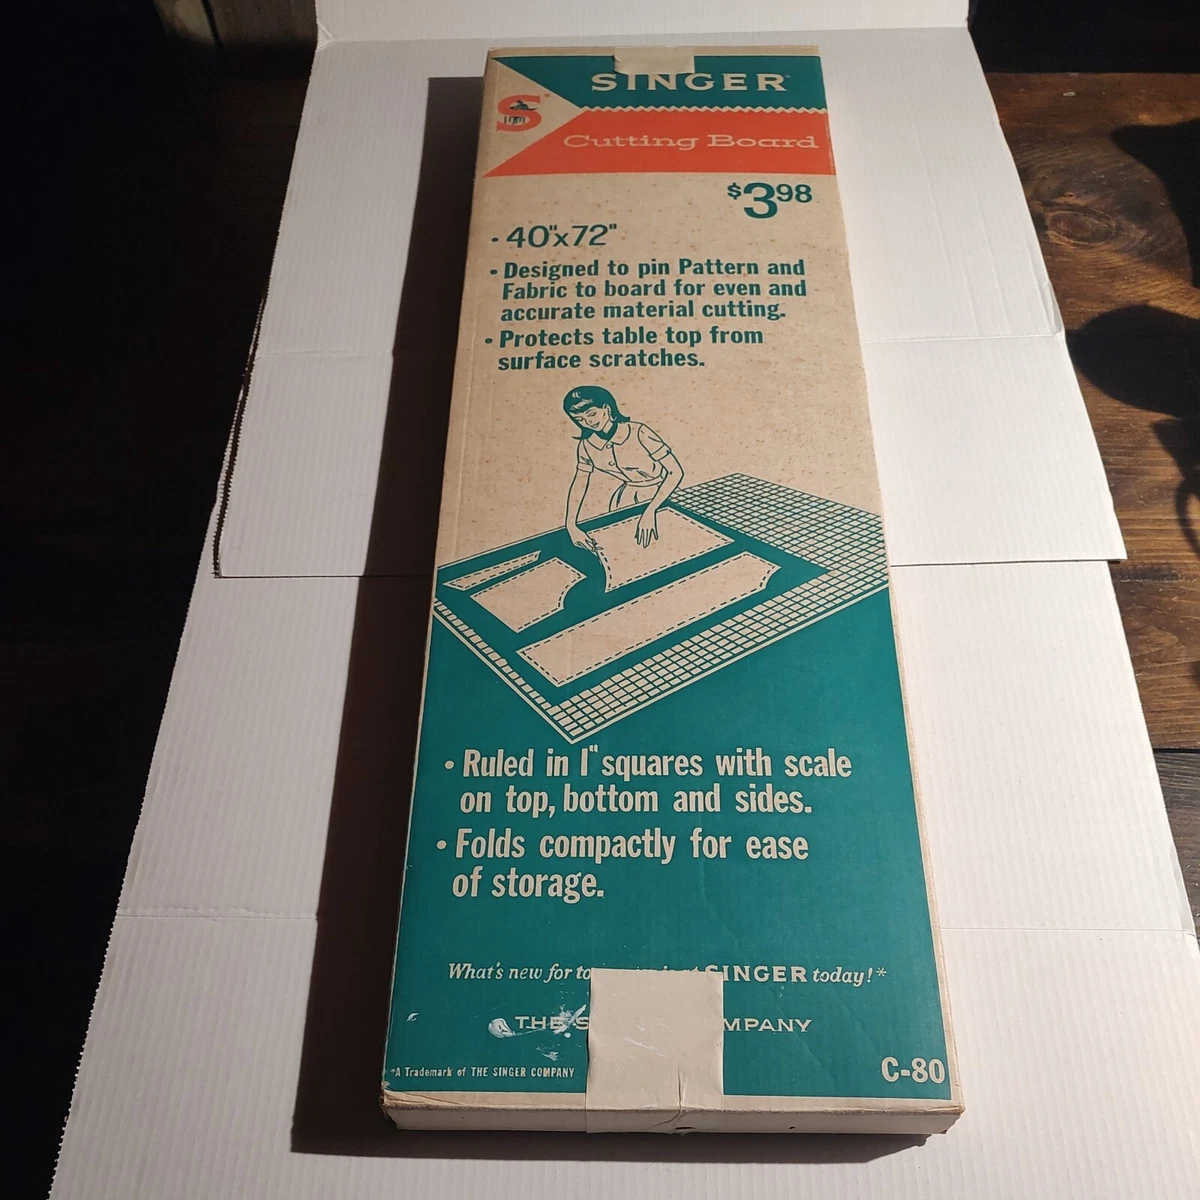 SINGER
S
Cutting Board
$3 98
• 40"x72"
• Designed to pin Pattern and
Fabric to board for even and
accurate material cutting.
• Protects table top from
surface scratches.
• Ruled in 1" squares with scale
on top, bottom and sides.
• Folds compactly for ease
of storage.
What's new for SINGER today!*
THE MPANY
*A Trademark of THE SINGER COMPANY
C-80